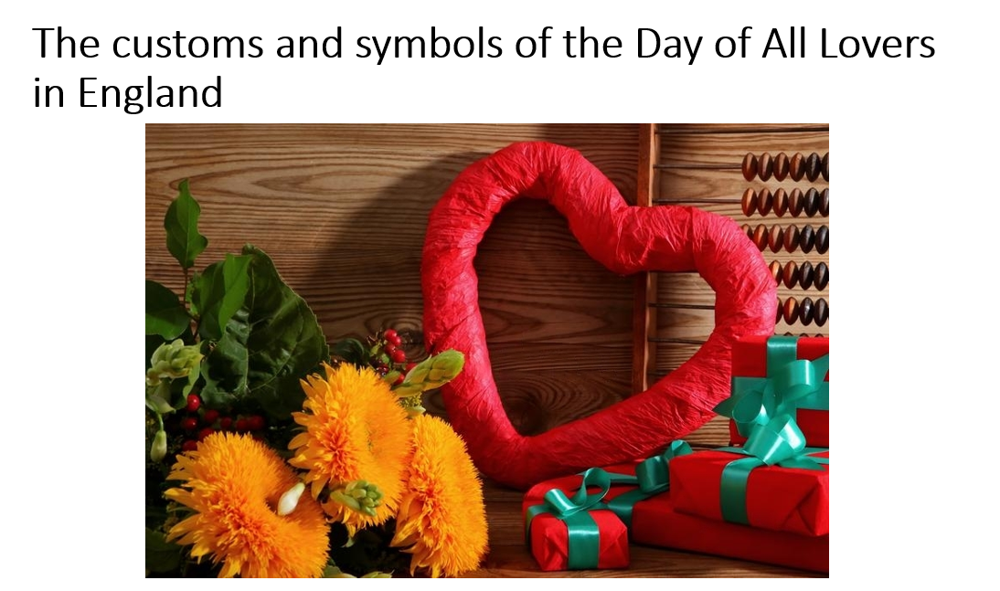 The customs and symbols of the Day of All Lovers
in England